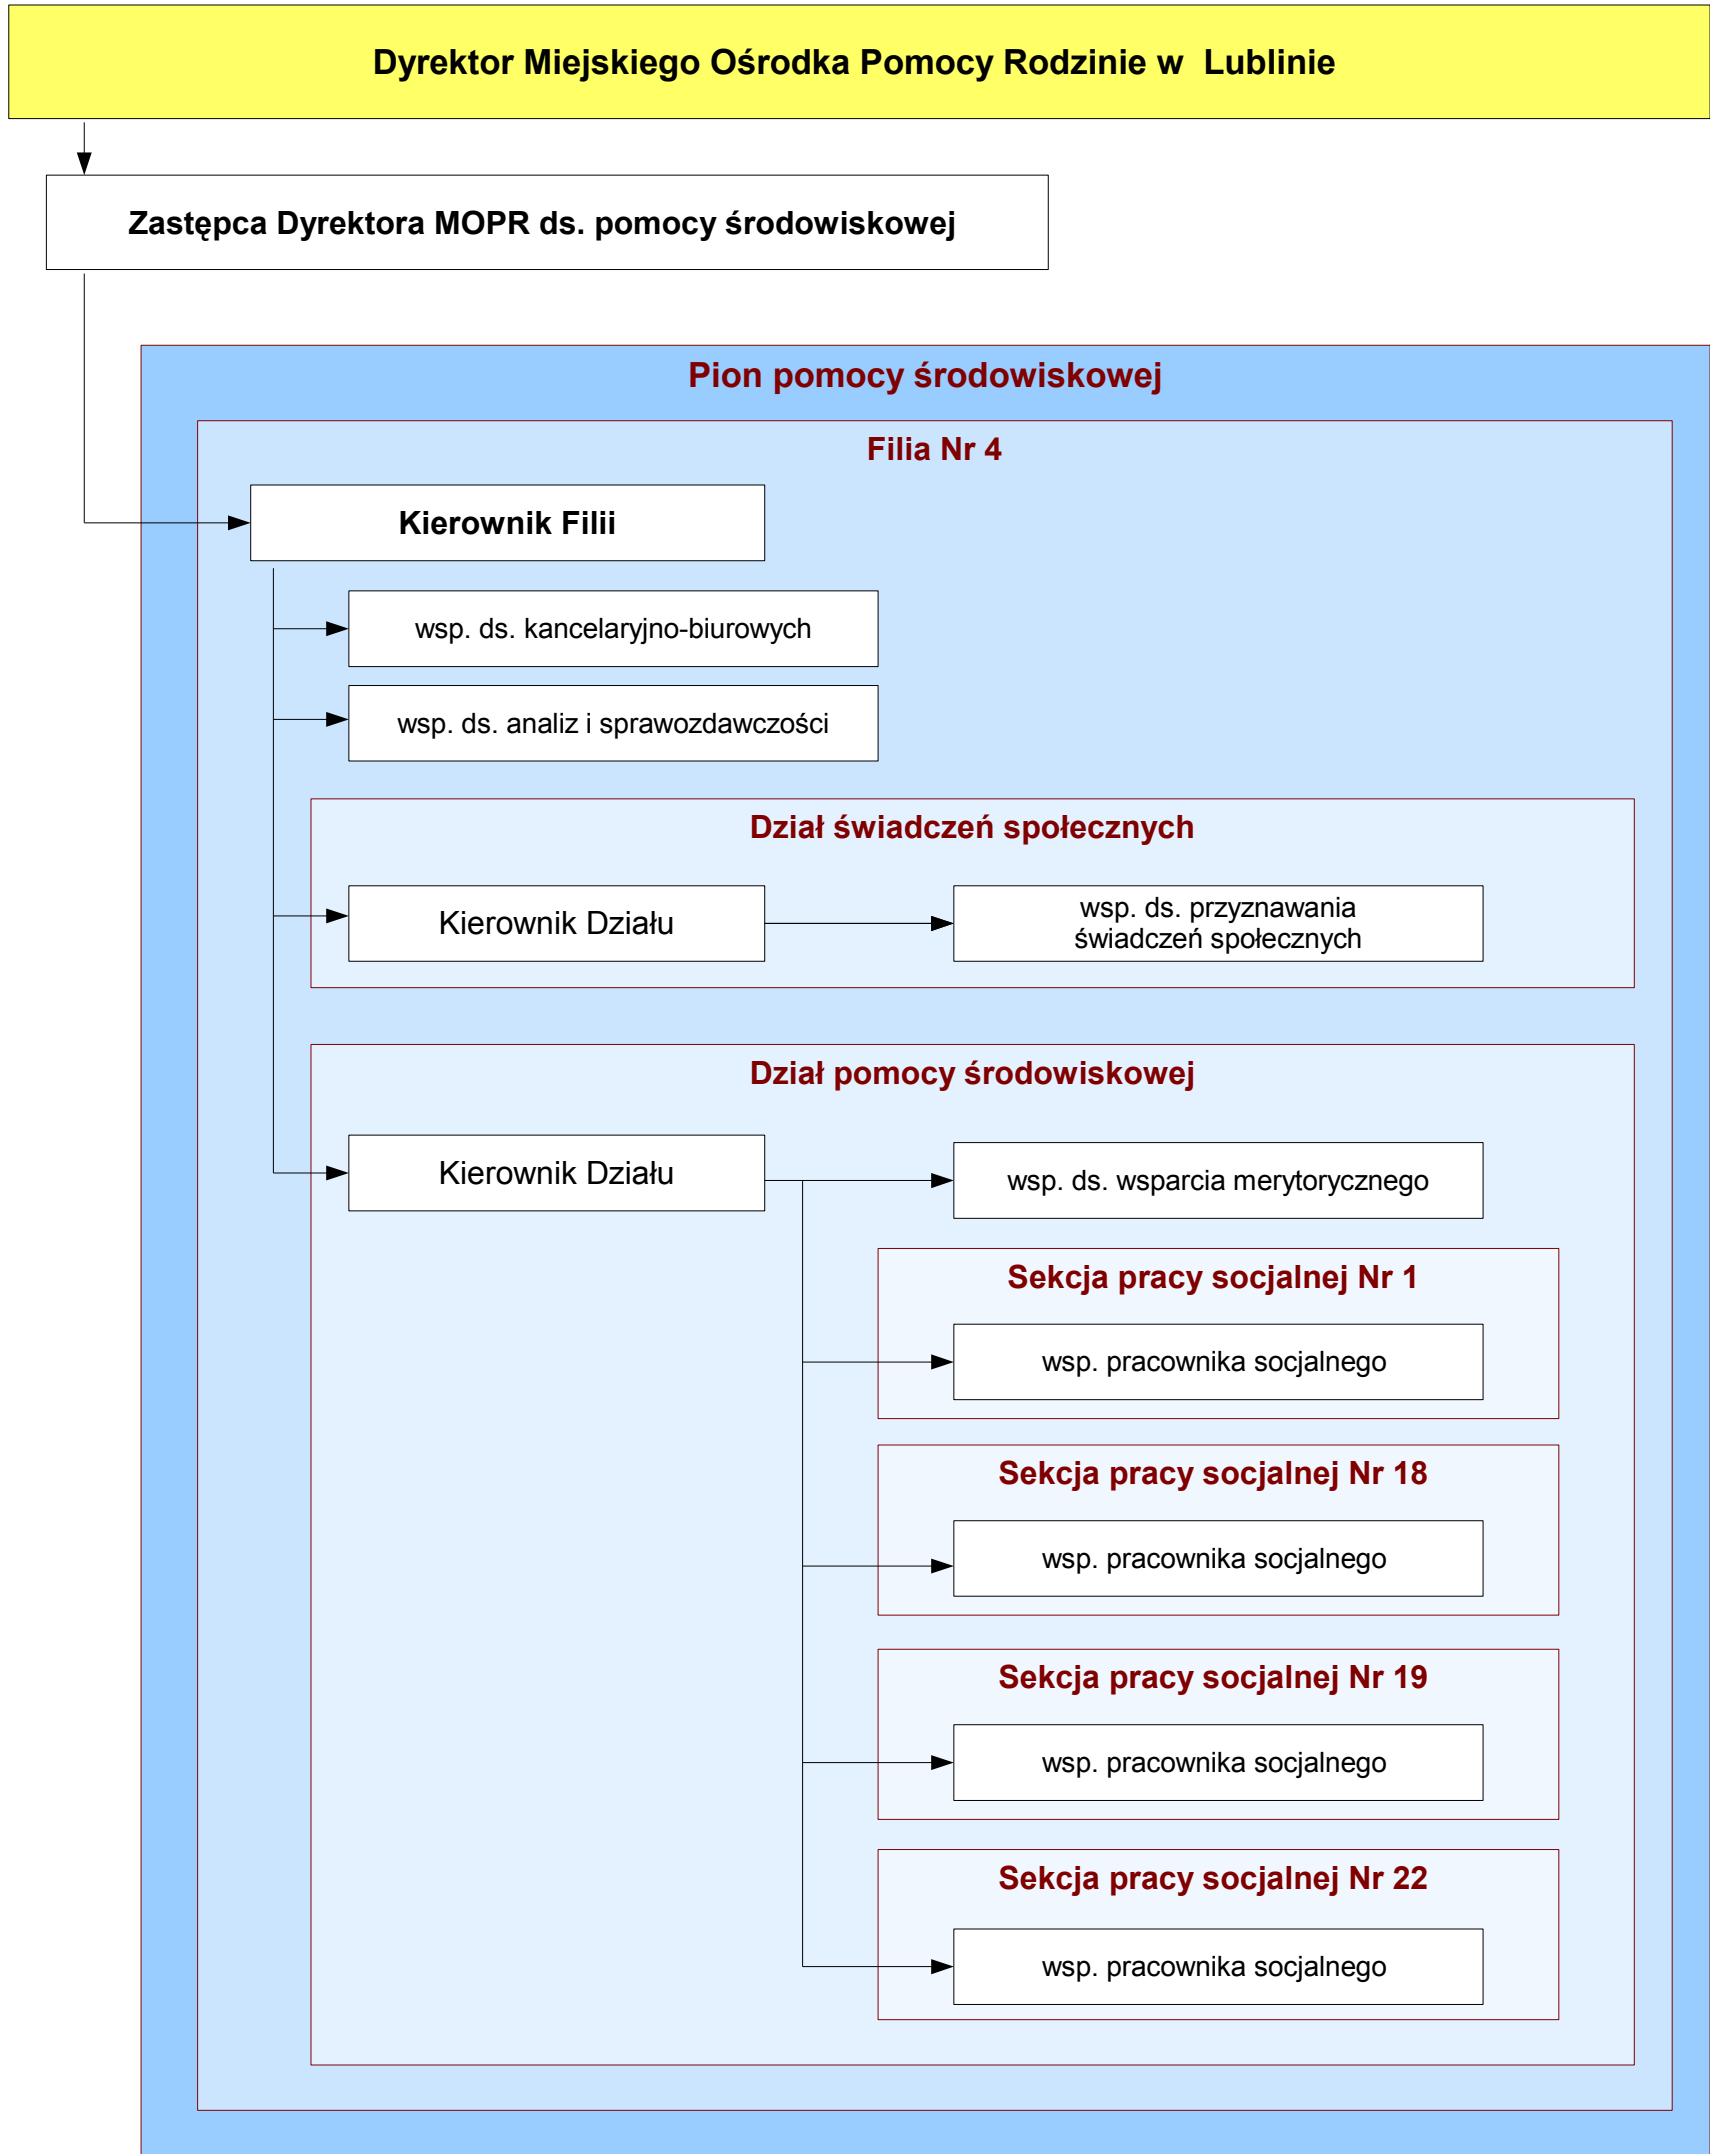 Dyrektor Miejskiego Ośrodka Pomocy Rodzinie w Lublinie
Zastępca Dyrektora MOPR ds. pomocy środowiskowej
Pion pomocy środowiskowej
Filia Nr 4
Kierownik Filii
wsp. ds. kancelaryjno-biurowych
wsp. ds. analiz i sprawozdawczości
Dział świadczeń społecznych
Kierownik Działu
wsp. ds. przyznawania
świadczeń społecznych
Dział pomocy środowiskowej
Kierownik Działu
wsp. ds. wsparcia merytorycznego
Sekcja pracy socjalnej Nr 1
wsp. pracownika socjalnego
Sekcja pracy socjalnej Nr 18
wsp. pracownika socjalnego
Sekcja pracy socjalnej Nr 19
wsp. pracownika socjalnego
Sekcja pracy socjalnej Nr 22
wsp. pracownika socjalnego